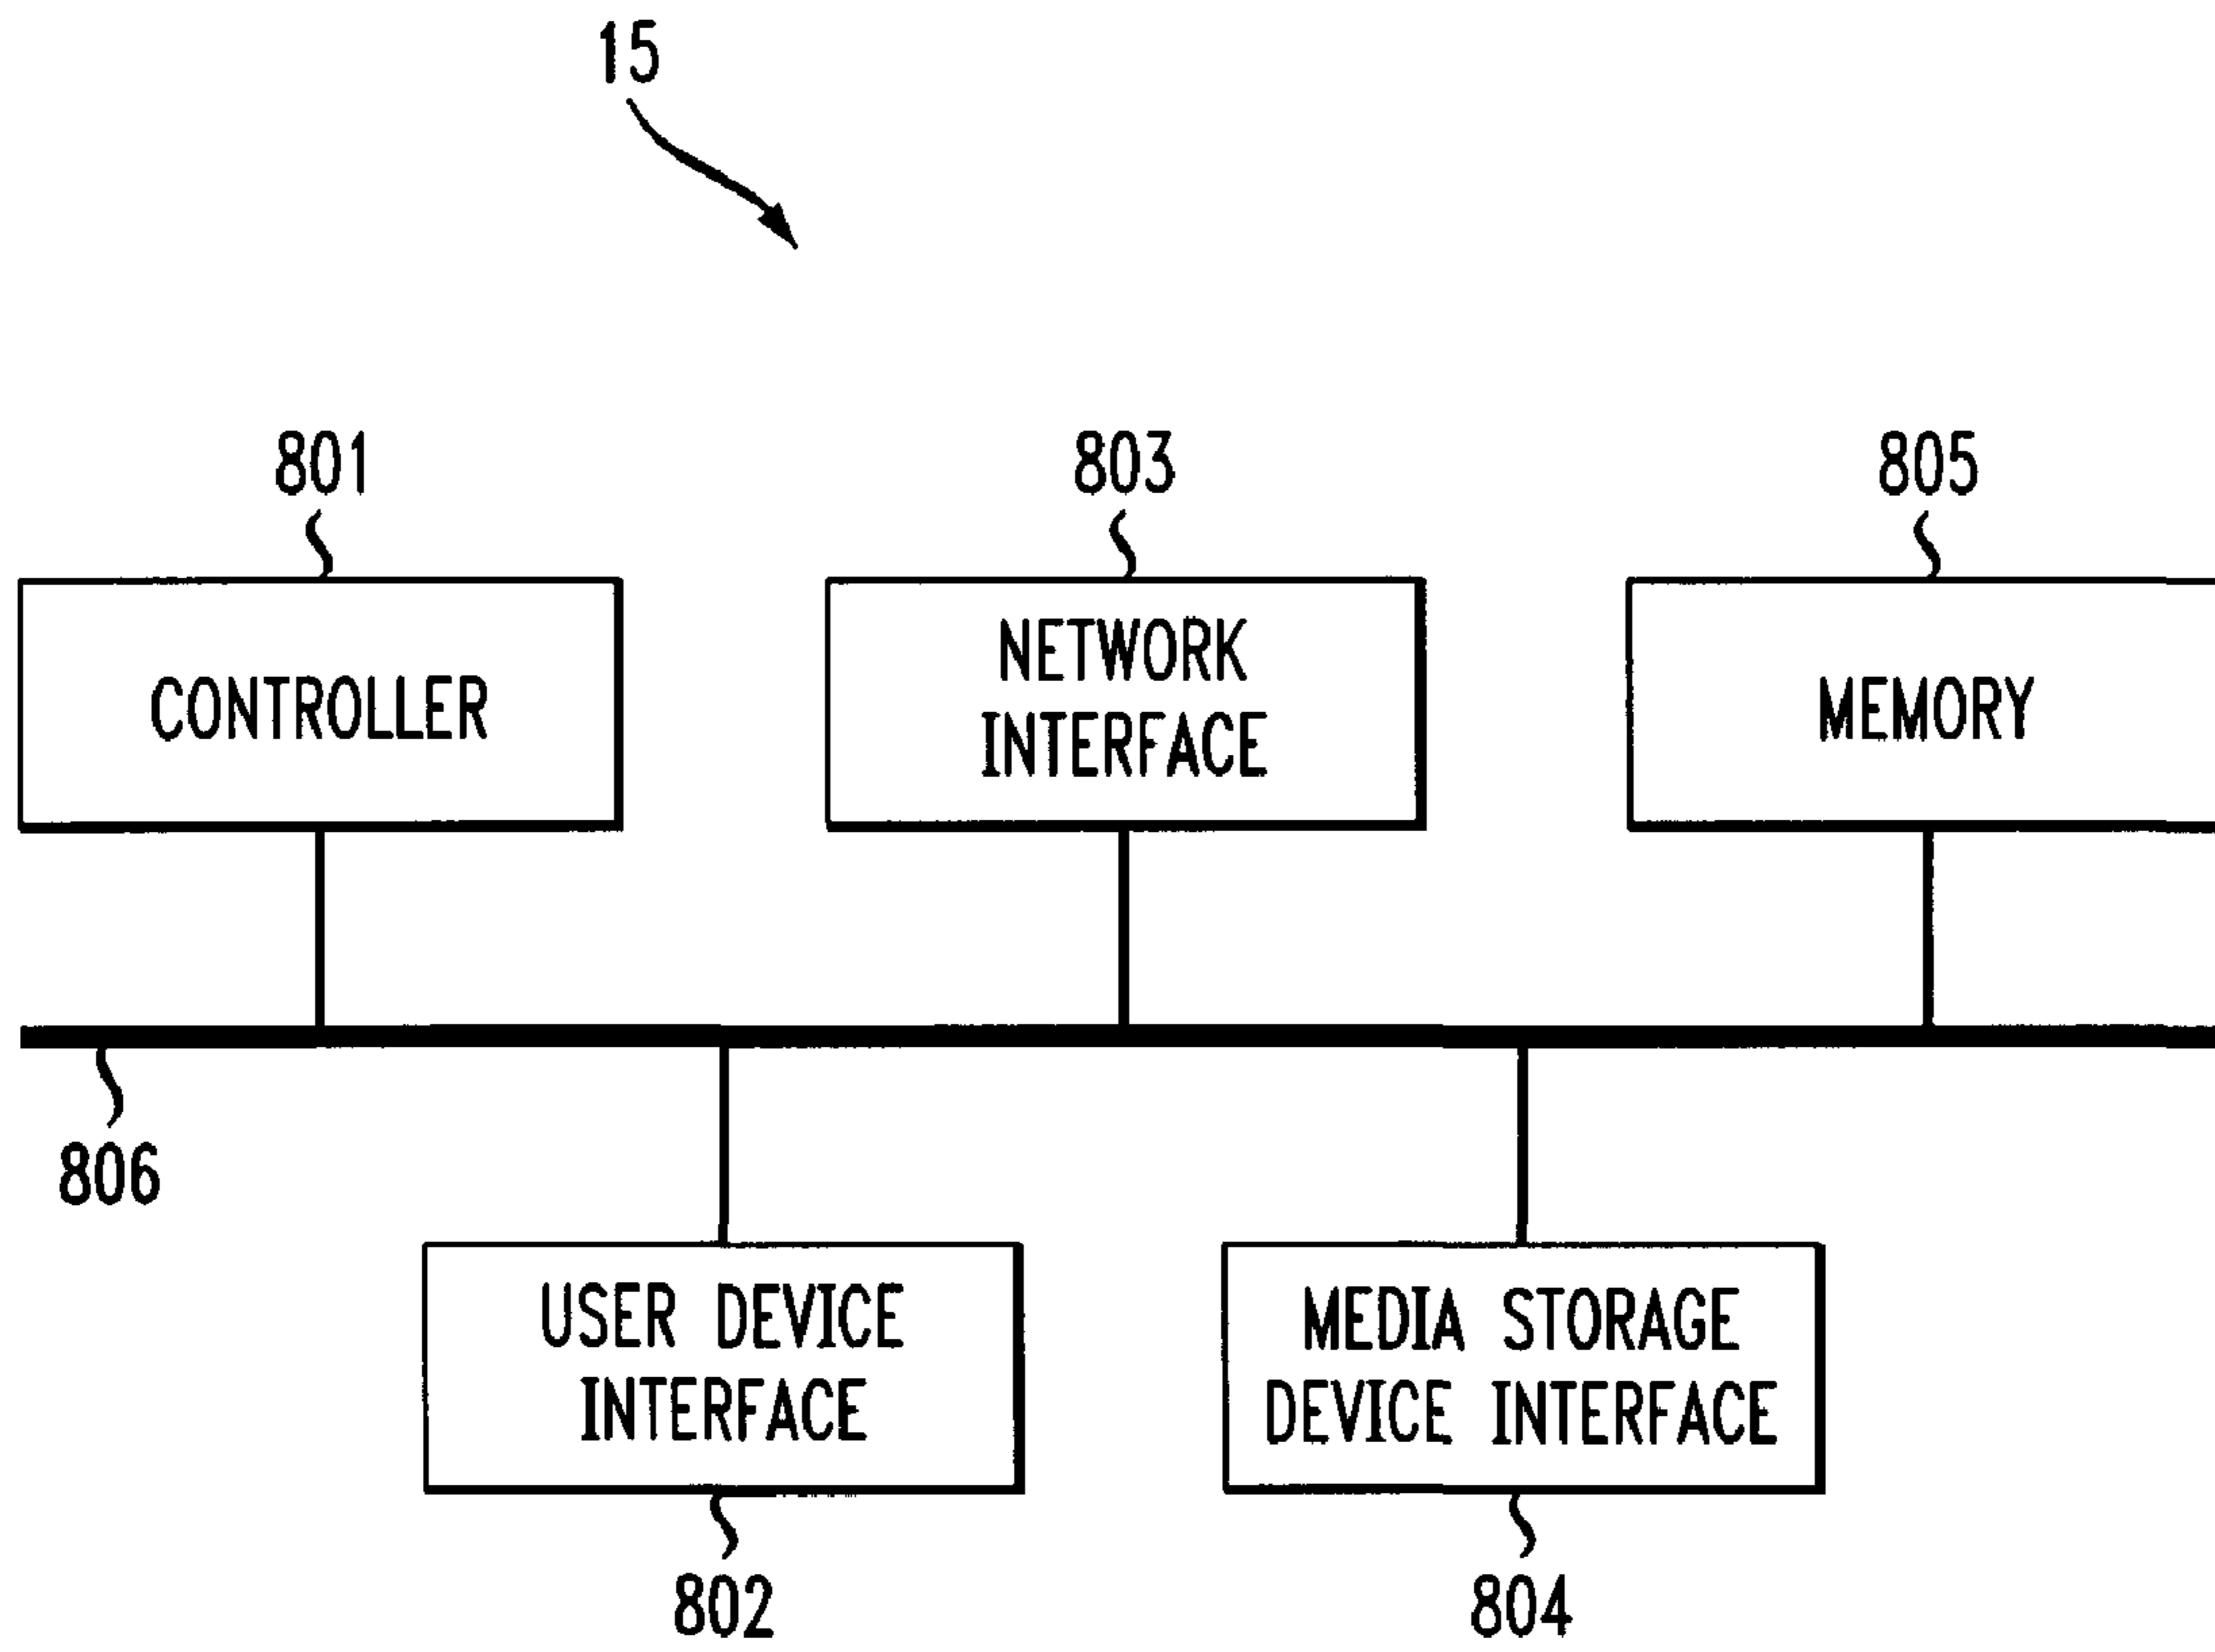 15
801
803
805
CONTROLLER
NETWORK
INTERFACE
MEMORY
806
USER DEVICE
INTERFACE
MEDIA STORAGE
DEVICE INTERFACE
802
804